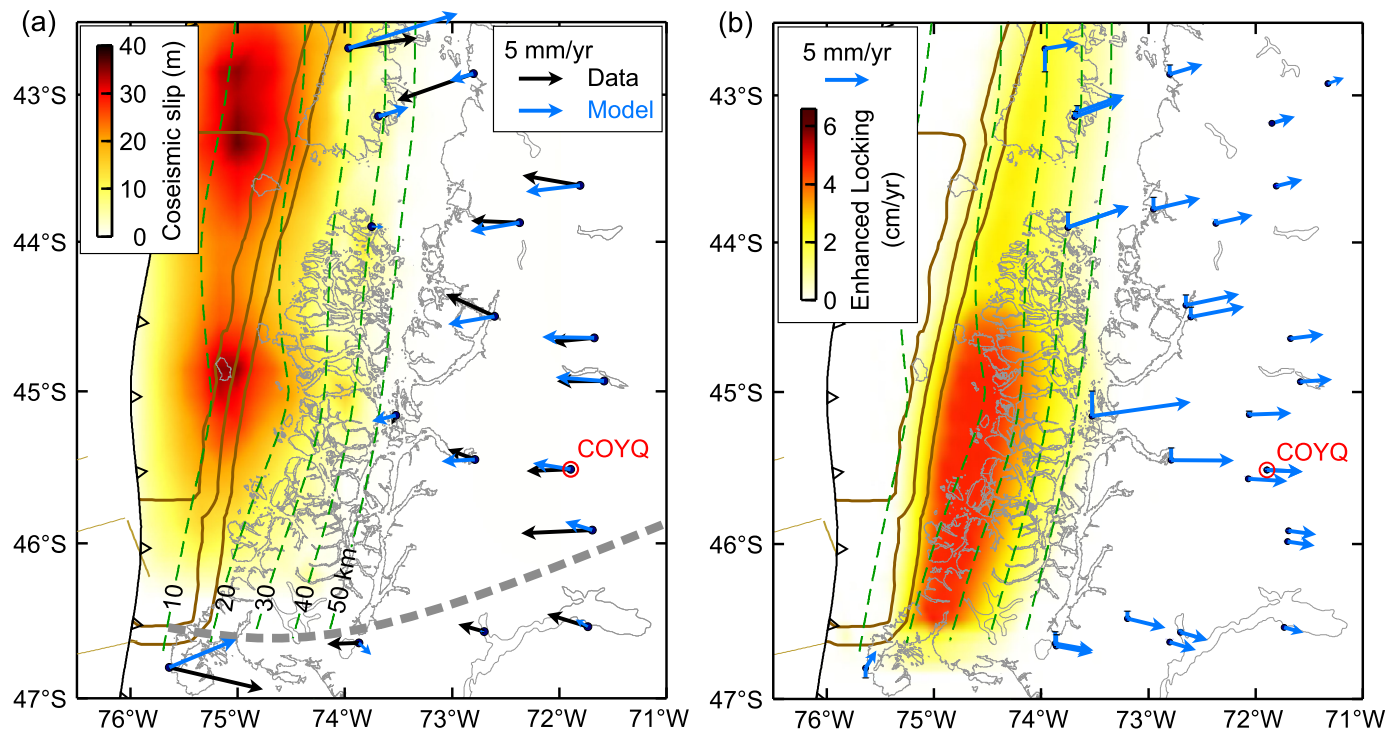 (a)
40
30
20
10
0
Coseismic slip (m)
5 mm/yr
Data
Model
COYQ
10
20
30
40
50 km
43°S
44°S
45°S
46°S
47°S
76°W
75°W
74°W
73°W
72°W
71°W
(b)
5 mm/yr
6
4
2
0
Enhanced Locking
(cm/yr)
COYQ
43°S
44°S
45°S
46°S
47°S
76°W
75°W
74°W
73°W
72°W
71°W